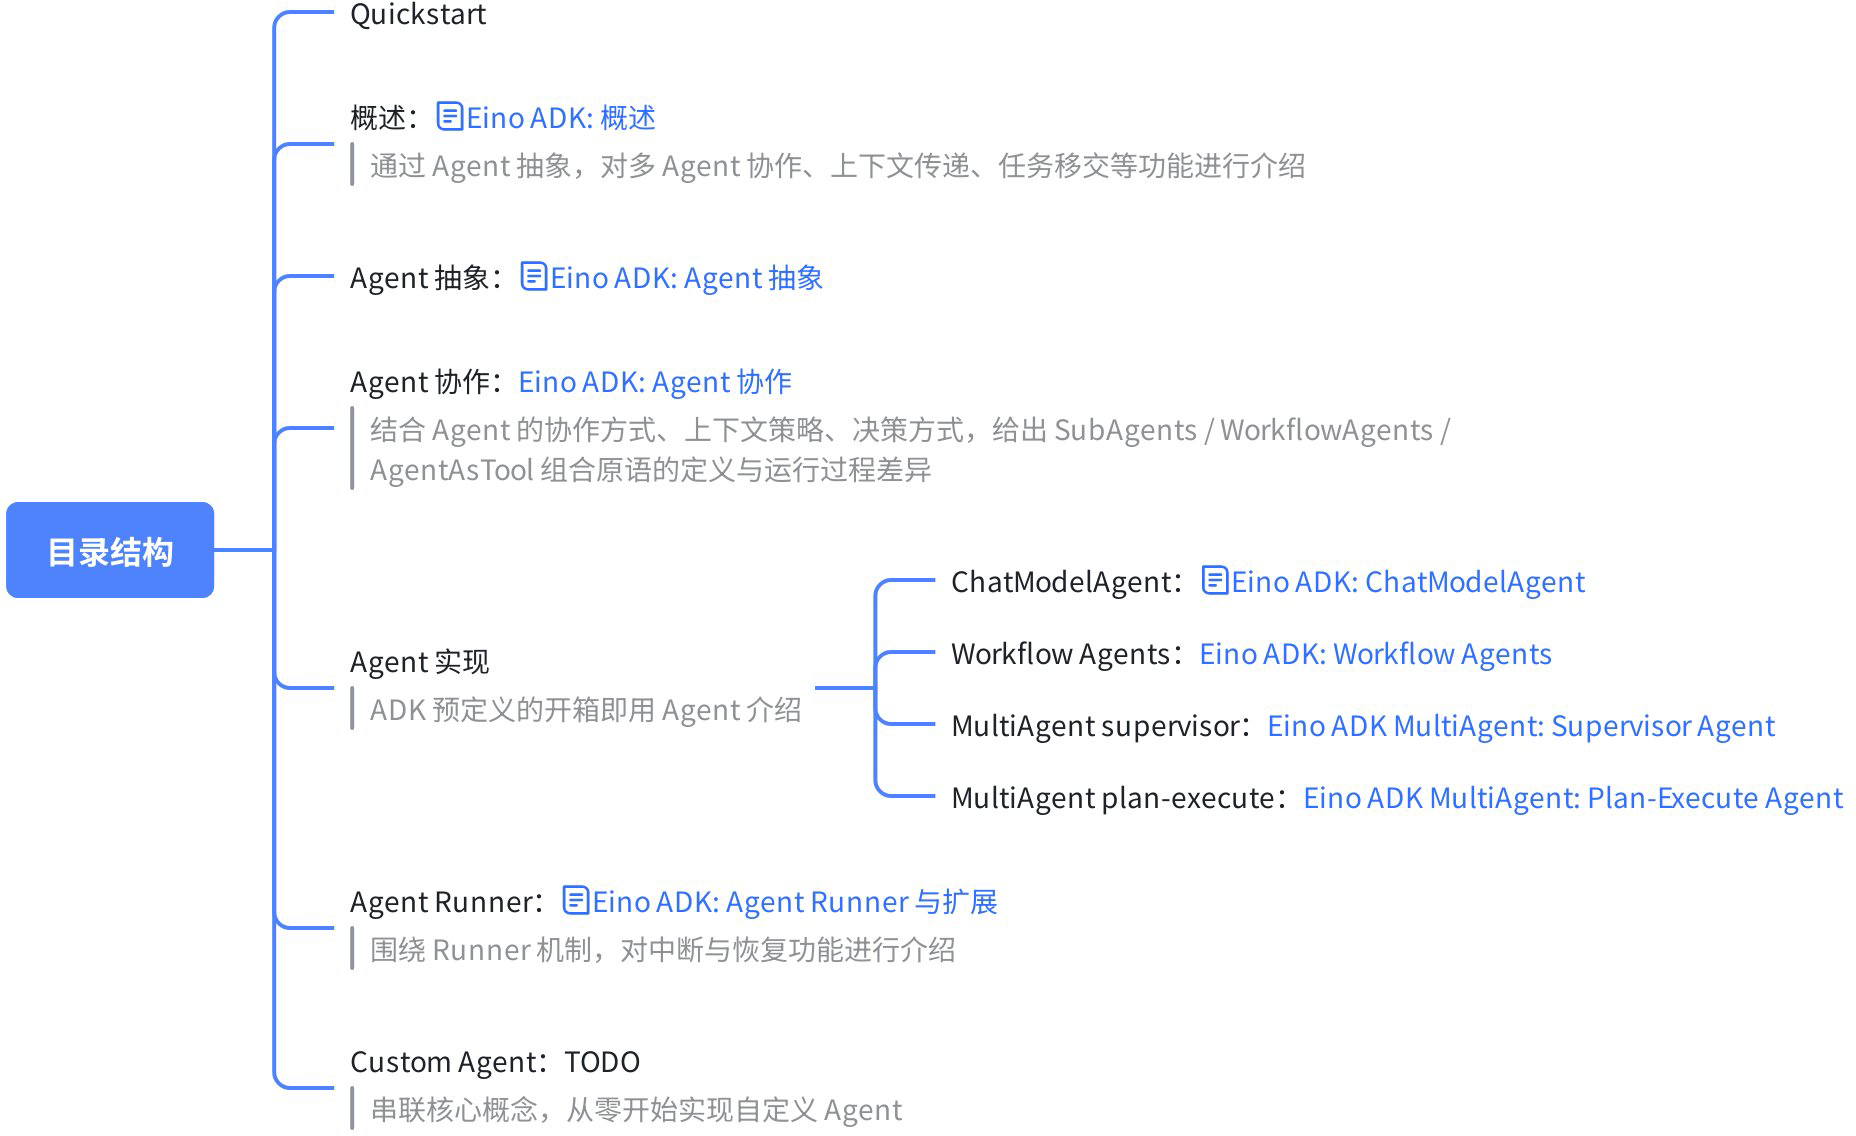 Quickstart
概述：Eino ADK: 概述
通过 Agent 抽象，对多 Agent 协作、上下文传递、任务移交等功能进行介绍
Agent 抽象：Eino ADK: Agent 抽象
Agent 协作：Eino ADK: Agent 协作
结合 Agent 的协作方式、上下文策略、决策方式，给出 SubAgents / WorkflowAgents /
AgentAsTool 组合原语的定义与运行过程差异
目录结构
Agent 实现
ADK 预定义的开箱即用 Agent 介绍
ChatModelAgent：Eino ADK: ChatModelAgent
Workflow Agents：Eino ADK: Workflow Agents
MultiAgent supervisor：Eino ADK MultiAgent: Supervisor Agent
MultiAgent plan-execute：Eino ADK MultiAgent: Plan-Execute Agent
Agent Runner：Eino ADK: Agent Runner 与扩展
围绕 Runner 机制，对中断与恢复功能进行介绍
Custom Agent：TODO
串联核心概念，从零开始实现自定义 Agent